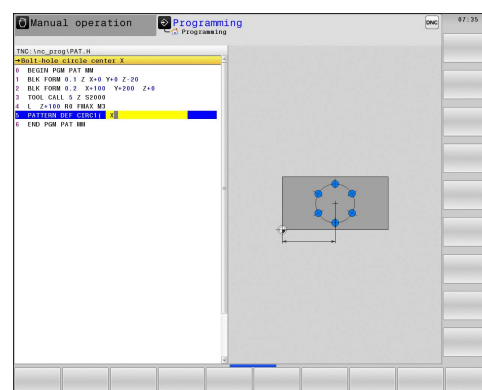 Manual operation
Programming
Programming
DNC
07:35
TNC:\nc_prog\PAT.H
→Bolt-hole circle center X
0 BEGIN PGM PAT MM
1 BLK FORM 0.1 Z X+0 Y+0 Z-20
2 BLK FORM 0.2 X+100 Y+200 Z+0
3 TOOL CALL 5 Z S2000
4 L Z+100 R0 FMAX M3
5 PATTERN DEF CIRC1( X
6 END PGM PAT MM